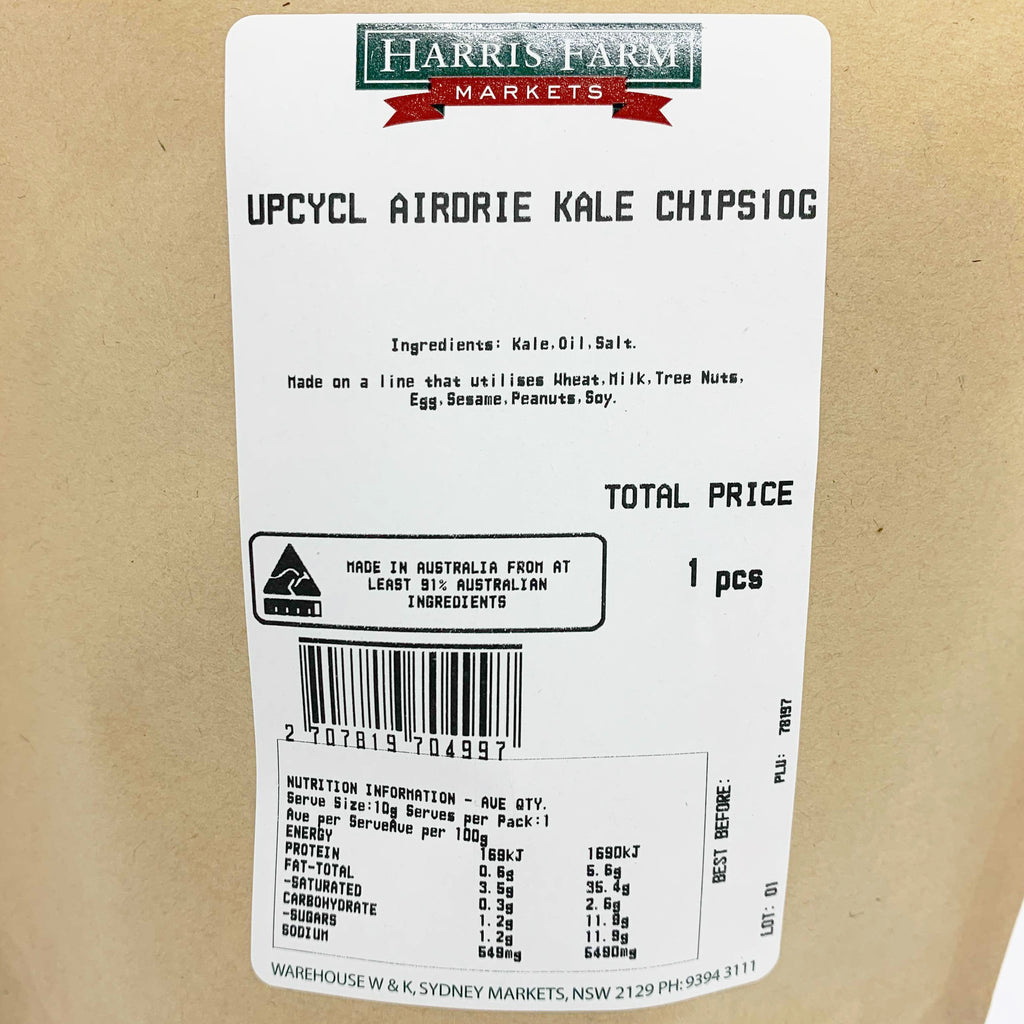 HARRIS FARM
MARKETS
UPCYCL AIRDRIE KALE CHIPS10G
Ingredients: Kale,Oil,Salt.
Made on a line that utilises Wheat,Milk,Tree Nuts,
Egg,Sesame,Peanuts,Soy.
TOTAL PRICE
1 pcs
MADE IN AUSTRALIA FROM AT
LEAST 91% AUSTRALIAN
INGREDIENTS
2 707819 704997
NUTRITION INFORMATION - AVE QTY.
Serve Size:10g Serves per Pack:1
Ave per ServeAve per 100g
ENERGY 169kJ 1690kJ
PROTEIN 0.6g 6.6g
FAT-TOTAL 3.5g 35.4g
-SATURATED 0.3g 2.6g
CARBOHYDRATE 1.2g 11.9g
-SUGARS 1.2g 11.9g
SODIUM 649mg 6490mg
BEST BEFORE:
PLU: 78197
LOT: 01
WAREHOUSE W & K, SYDNEY MARKETS, NSW 2129 PH: 9394 3111